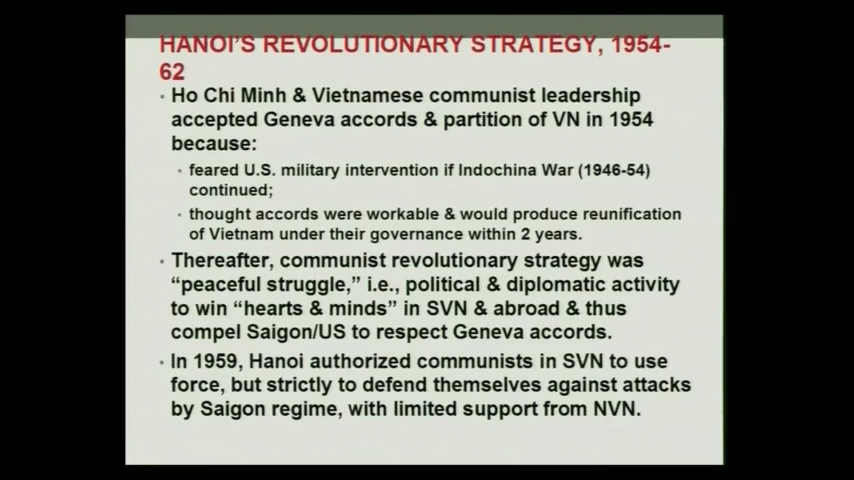 HANOI'S REVOLUTIONARY STRATEGY, 1954-
62
· Ho Chi Minh & Vietnamese communist leadership
accepted Geneva accords & partition of VN in 1954
because:
· feared U.S. military intervention if Indochina War (1946-54)
continued;
· thought accords were workable & would produce reunification
of Vietnam under their governance within 2 years.
· Thereafter, communist revolutionary strategy was
“peaceful struggle,” i.e., political & diplomatic activity
to win “hearts & minds” in SVN & abroad & thus
compel Saigon/US to respect Geneva accords.
· In 1959, Hanoi authorized communists in SVN to use
force, but strictly to defend themselves against attacks
by Saigon regime, with limited support from NVN.